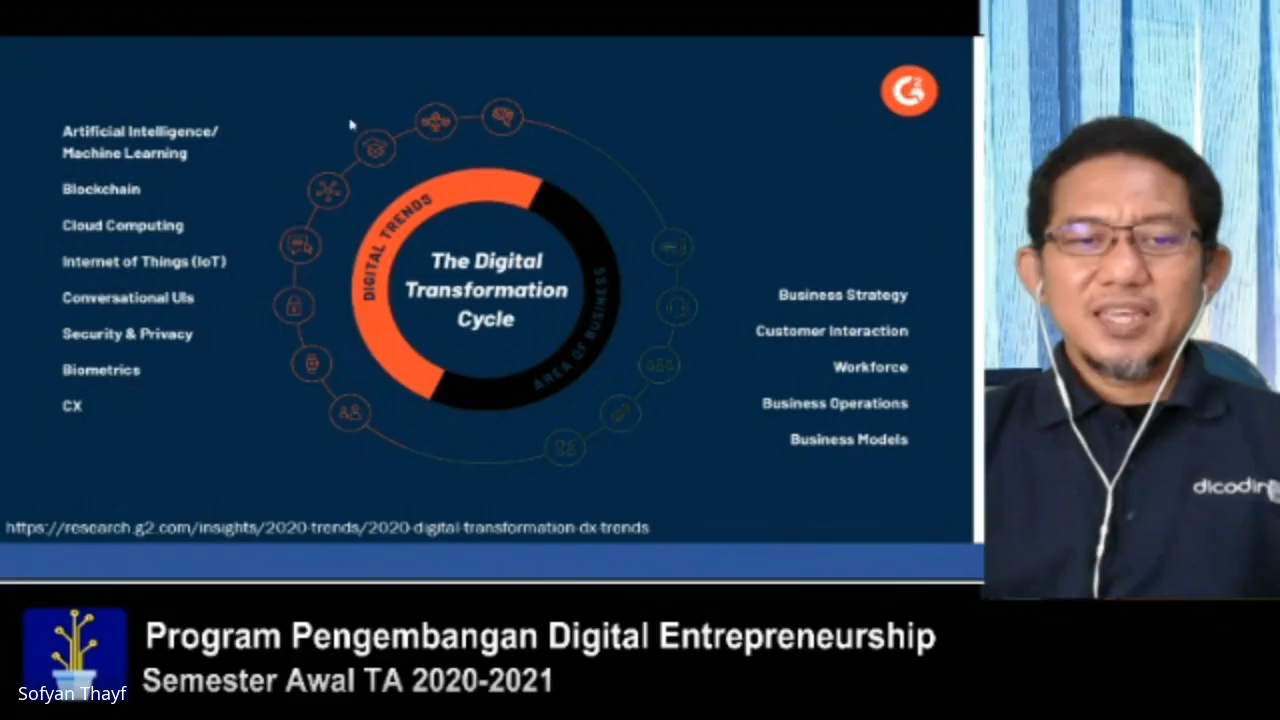 Artificial Intelligence/
Machine Learning
Blockchain
Cloud Computing
Internet of Things (IoT)
Conversational UIs
Security & Privacy
Biometrics
CX
DIGITAL TRENDS
The Digital
Transformation
Cycle
AREA OF BUSINESS
G2
Business Strategy
Customer Interaction
Workforce
Business Operations
Business Models
https://research.g2.com/insights/2020-trends/2020-digital-transformation-dx-trends
dicoding
Program Pengembangan Digital Entrepreneurship
Semester Awal TA 2020-2021
Sofyan Thayf